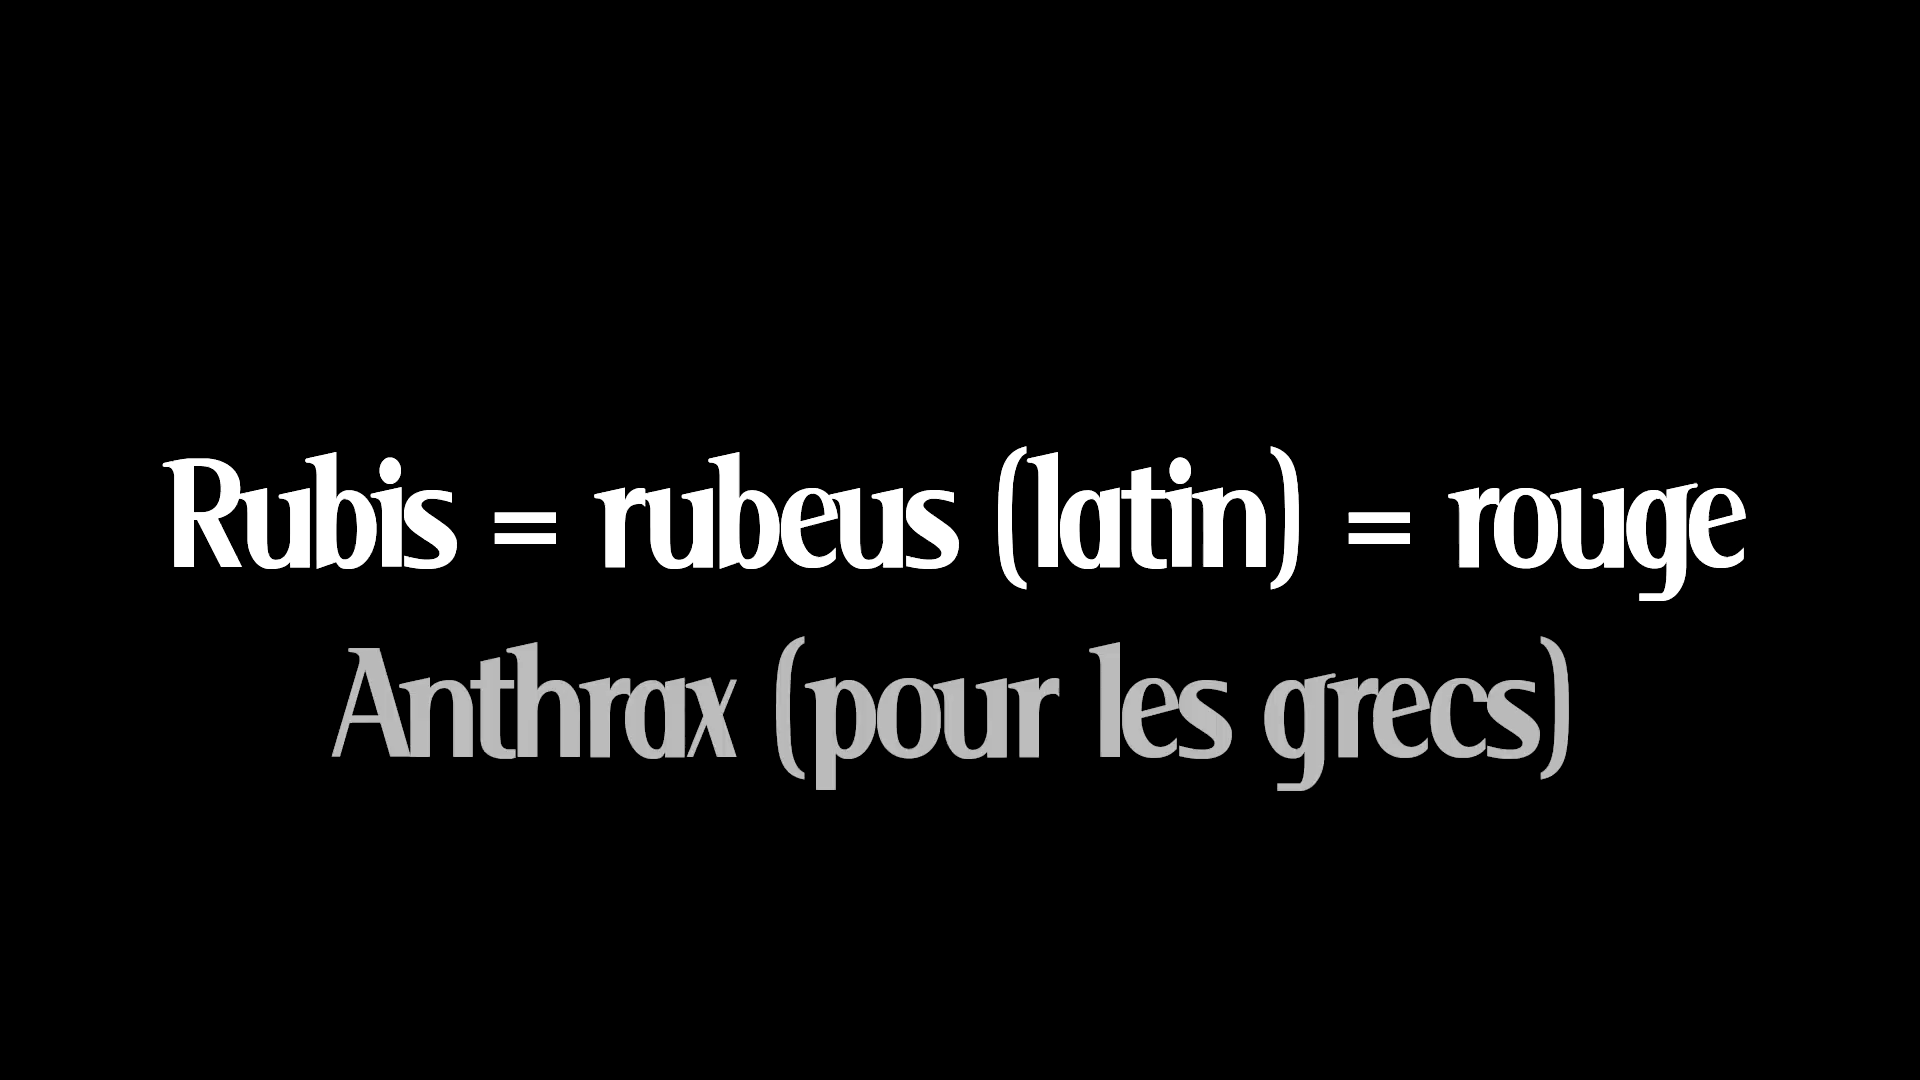 Rubis = rubeus (latin) = rouge
Anthrax (pour les grecs)